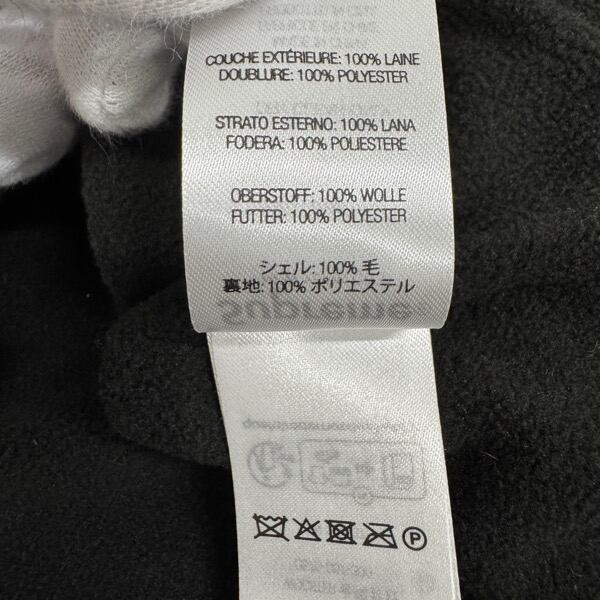 COUCHE EXTÉRIEURE: 100% LAINE
DOUBLURE: 100% POLYESTER
STRATO ESTERNO: 100% LANA
FODERA: 100% POLIESTERE
OBERSTOFF: 100% WOLLE
FUTTER: 100% POLYESTER
シェル: 100% 毛
裏地: 100% ポリエステル
Supreme
P